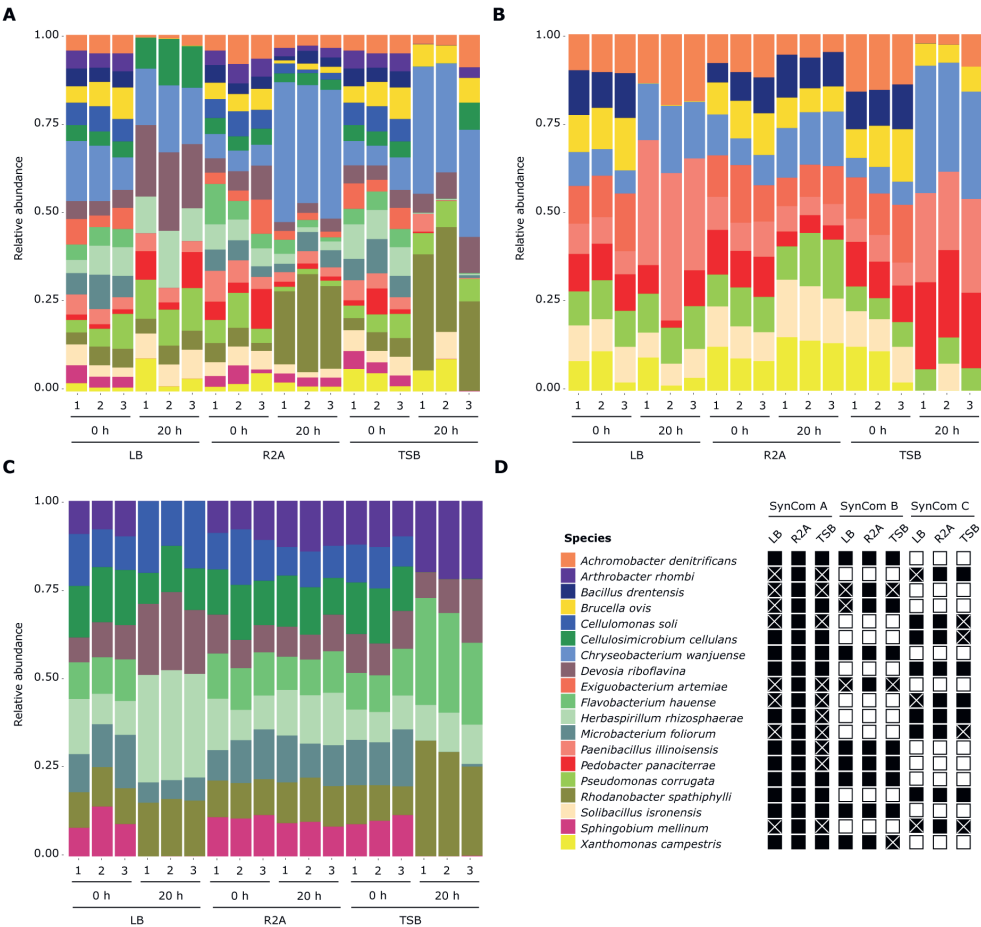 A
1.00
0.75
0.50
0.25
0.00
Relative abundance
1 2 3 1 2 3 1 2 3 1 2 3 1 2 3 1 2 3
0 h 20 h 0 h 20 h 0 h 20 h
LB R2A TSB
B
1.00
0.75
0.50
0.25
0.00
Relative abundance
1 2 3 1 2 3 1 2 3 1 2 3 1 2 3 1 2 3
0 h 20 h 0 h 20 h 0 h 20 h
LB R2A TSB
C
1.00
0.75
0.50
0.25
0.00
Relative abundance
1 2 3 1 2 3 1 2 3 1 2 3 1 2 3 1 2 3
0 h 20 h 0 h 20 h 0 h 20 h
LB R2A TSB
D
SynCom A SynCom B SynCom C
LB R2A TSB LB R2A TSB LB R2A TSB
Species
Achromobacter denitrificans
Arthrobacter rhombi
Bacillus drentensis
Brucella ovis
Cellulomonas soli
Cellulosimicrobium cellulans
Chryseobacterium wanjuense
Devosia riboflavina
Exiguobacterium artemiae
Flavobacterium hauense
Herbaspirillum rhizosphaerae
Microbacterium foliorum
Paenibacillus illinoisensis
Pedobacter panaciterrae
Pseudomonas corrugata
Rhodanobacter spathiphylli
Solibacillus isronensis
Sphingobium mellinum
Xanthomonas campestris